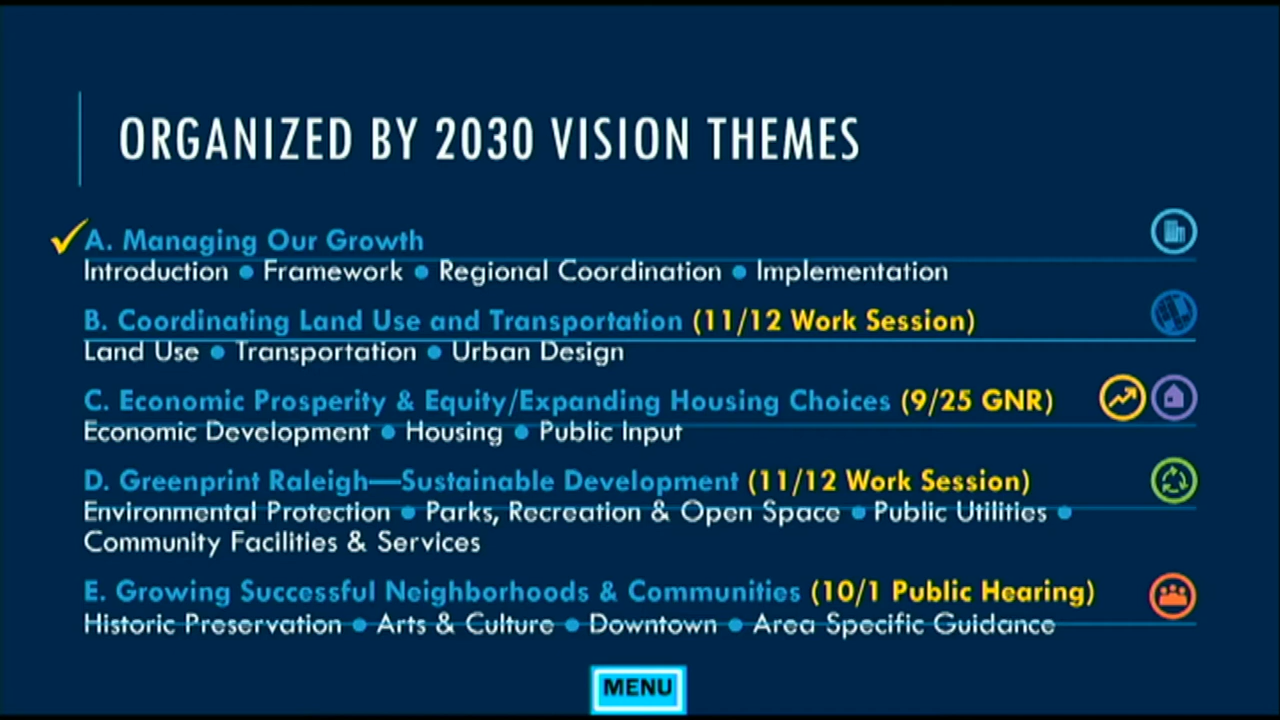 ORGANIZED BY 2030 VISION THEMES
A. Managing Our Growth
Introduction ● Framework ● Regional Coordination ● Implementation
B. Coordinating Land Use and Transportation (11/12 Work Session)
Land Use ● Transportation ● Urban Design
C. Economic Prosperity & Equity/Expanding Housing Choices (9/25 GNR)
Economic Development ● Housing ● Public Input
D. Greenprint Raleigh—Sustainable Development (11/12 Work Session)
Environmental Protection ● Parks, Recreation & Open Space ● Public Utilities ●
Community Facilities & Services
E. Growing Successful Neighborhoods & Communities (10/1 Public Hearing)
Historic Preservation ● Arts & Culture ● Downtown ● Area Specific Guidance
MENU